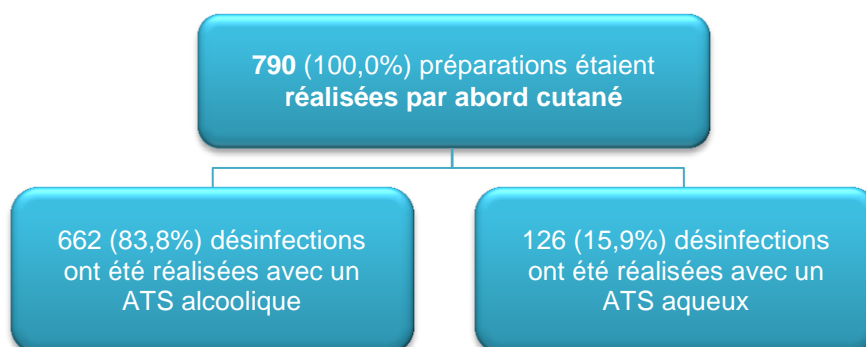 790 (100,0%) préparations étaient
réalisées par abord cutané
662 (83,8%) désinfections
ont été réalisées avec un
ATS alcoolique
126 (15,9%) désinfections
ont été réalisées avec un
ATS aqueux